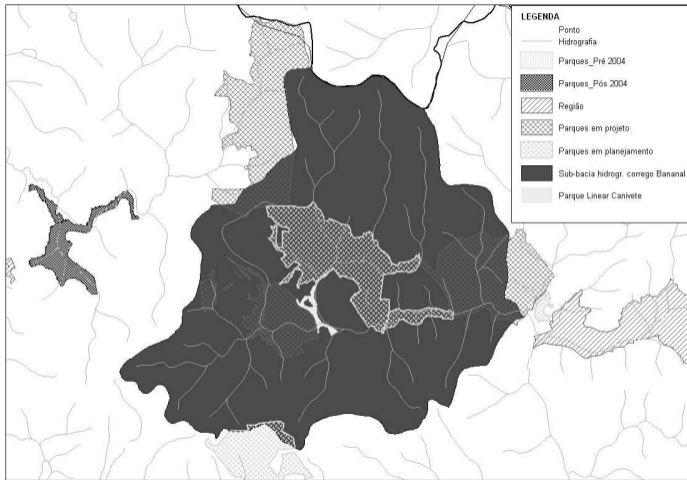 LEGENDA
Ponto
Hidrografia
Parques_Pré 2004
Parques_Pós 2004
Região
Parques em projeto
Parques em planejamento
Sub-bacia hidrogr. corrego Bananal
Parque Linear Canivete